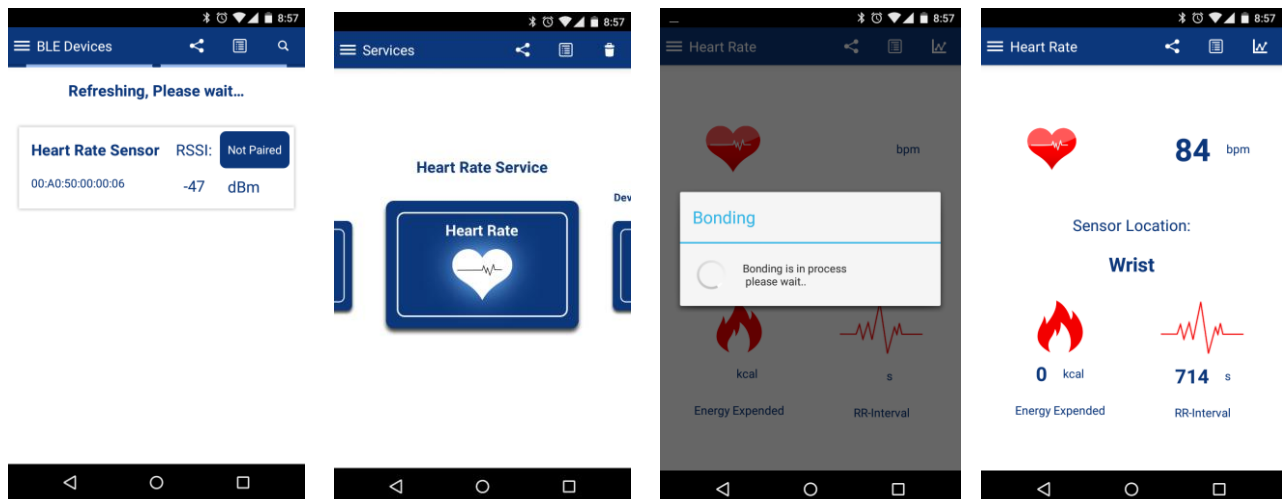 8:57
BLE Devices
Refreshing, Please wait...
Heart Rate Sensor RSSI: Not Paired
00:A0:50:00:00:06 -47 dBm
8:57
Services
Heart Rate Service
Dev
Heart Rate
8:57
Heart Rate
bpm
Bonding
Bonding is in process
please wait..
kcal s
Energy Expended RR-Interval
8:57
Heart Rate
84 bpm
Sensor Location:
Wrist
0 kcal 714 s
Energy Expended RR-Interval